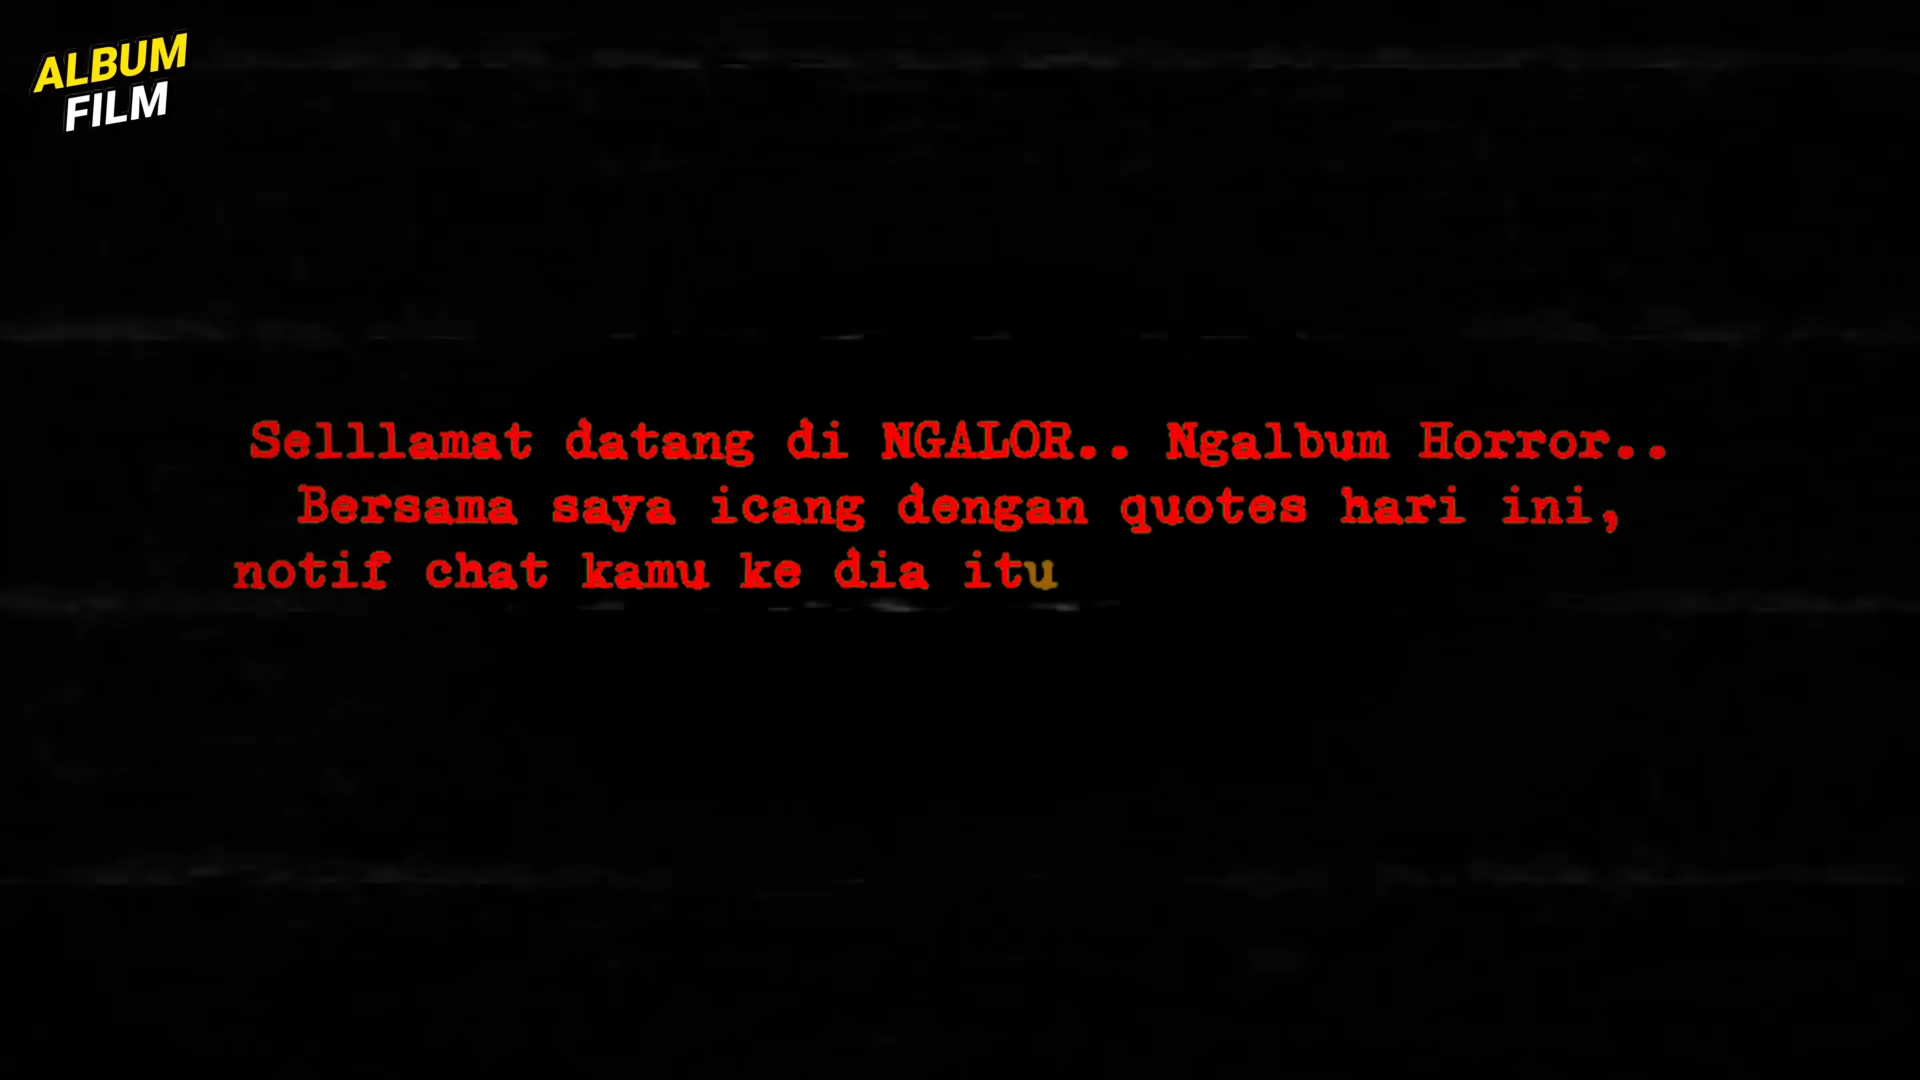 ALBUM
FILM
Selllamat datang di NGALOR.. Ngalbum Horror..
Bersama saya icang dengan quotes hari ini,
notif chat kamu ke dia itu